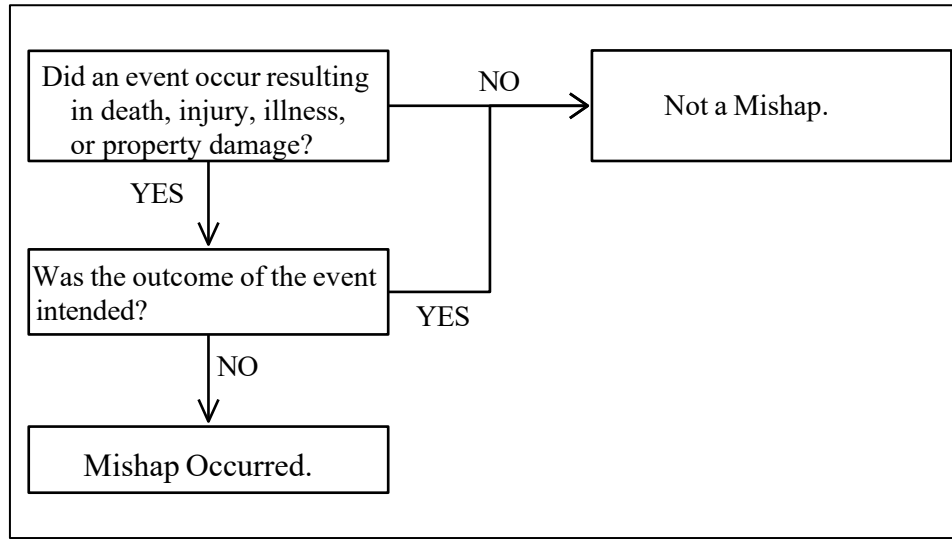 Did an event occur resulting
in death, injury, illness,
or property damage?
NO
Not a Mishap.
YES
Was the outcome of the event
intended?
YES
NO
Mishap Occurred.